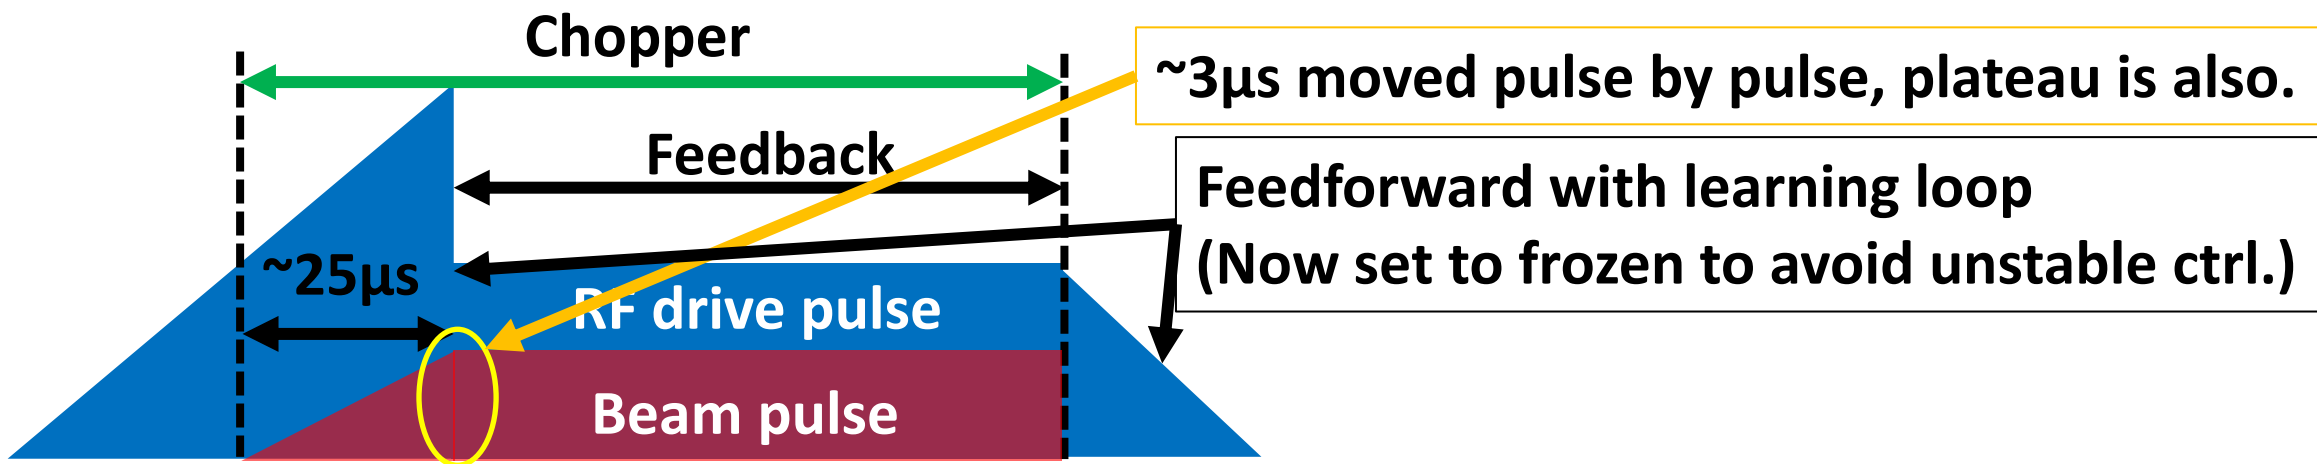 Chopper
~3µs moved pulse by pulse, plateau is also.
Feedback
Feedforward with learning loop
(Now set to frozen to avoid unstable ctrl.)
~25µs
RF drive pulse
Beam pulse